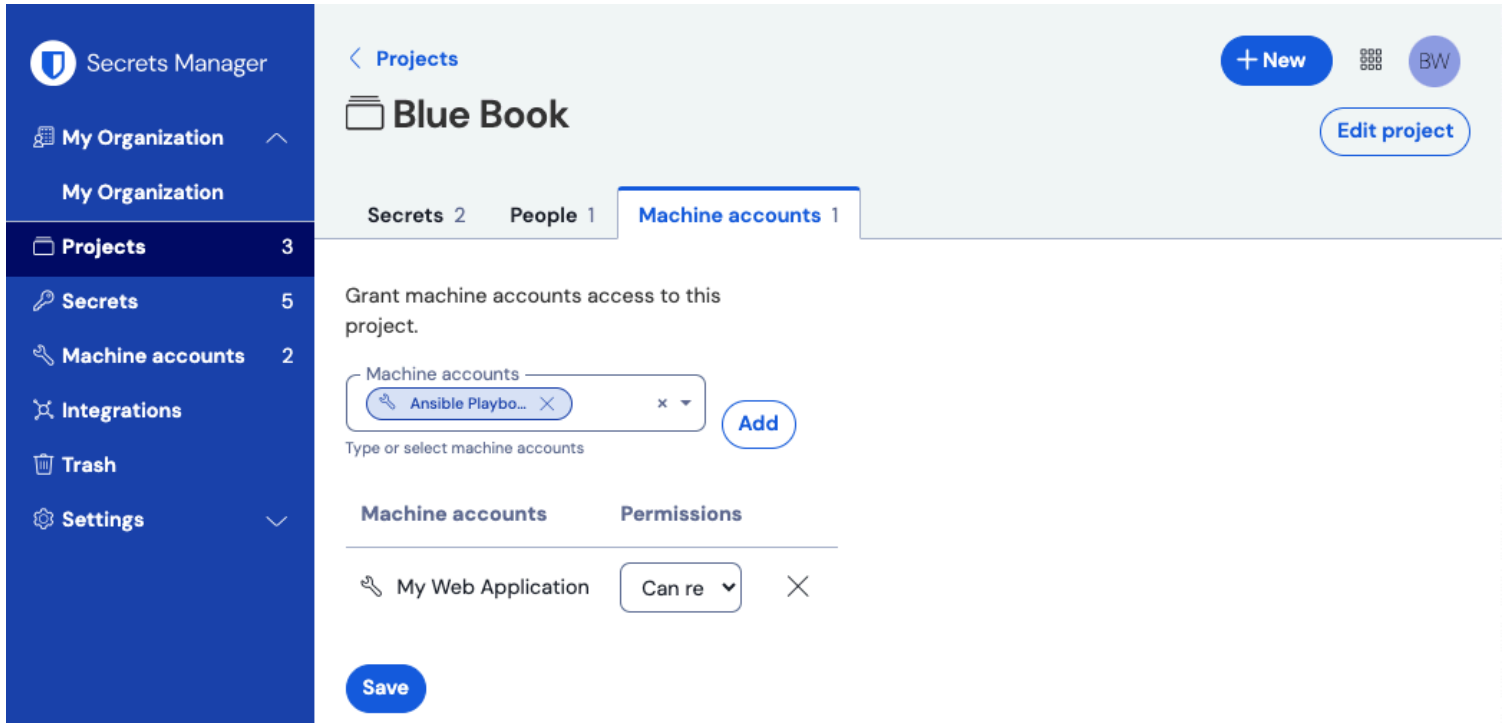 Secrets Manager
My Organization
My Organization
Projects 3
Secrets 5
Machine accounts 2
Integrations
Trash
Settings
Projects
+ New
BW
Blue Book
Edit project
Secrets 2
People 1
Machine accounts 1
Grant machine accounts access to this
project.
Machine accounts
Ansible Playbo...
Type or select machine accounts
Add
Machine accounts Permissions
My Web Application Can re
Save